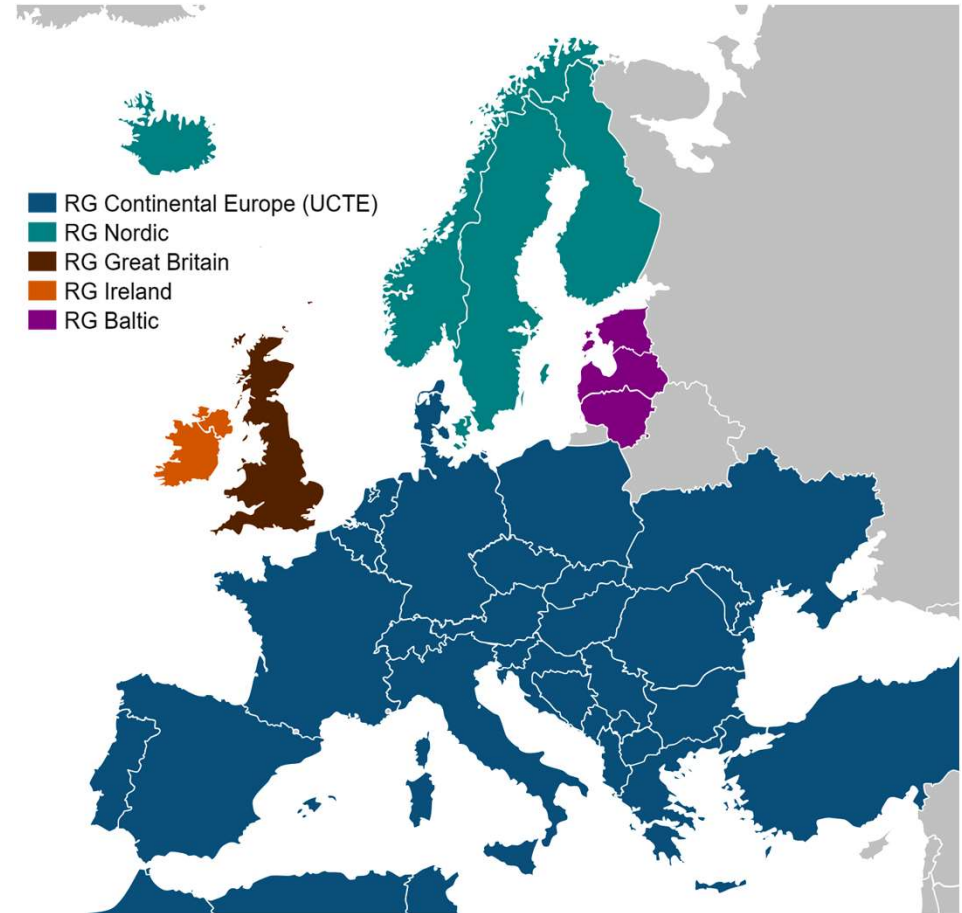 RG Continental Europe (UCTE)
RG Nordic
RG Great Britain
RG Ireland
RG Baltic